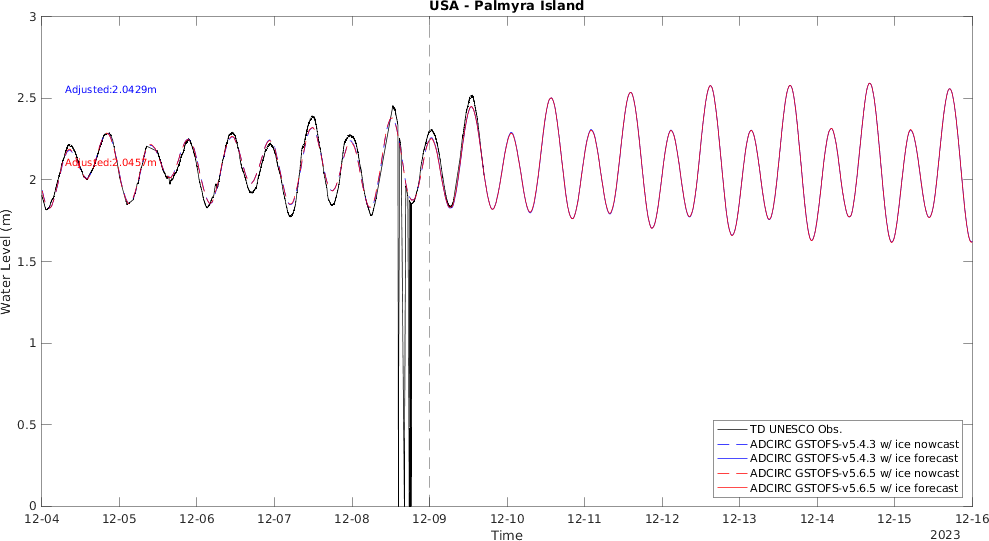 USA - Palmyra Island
3
2.5
2
1.5
1
0.5
0
Water Level (m)
Adjusted:2.0429m
Adjusted:2.0457m
TD UNESCO Obs.
ADCIRC GSTOFS-v5.4.3 w/ ice nowcast
ADCIRC GSTOFS-v5.4.3 w/ ice forecast
ADCIRC GSTOFS-v5.6.5 w/ ice nowcast
ADCIRC GSTOFS-v5.6.5 w/ ice forecast
12-04 12-05 12-06 12-07 12-08 12-09 12-10 12-11 12-12 12-13 12-14 12-15 12-16
Time
2023